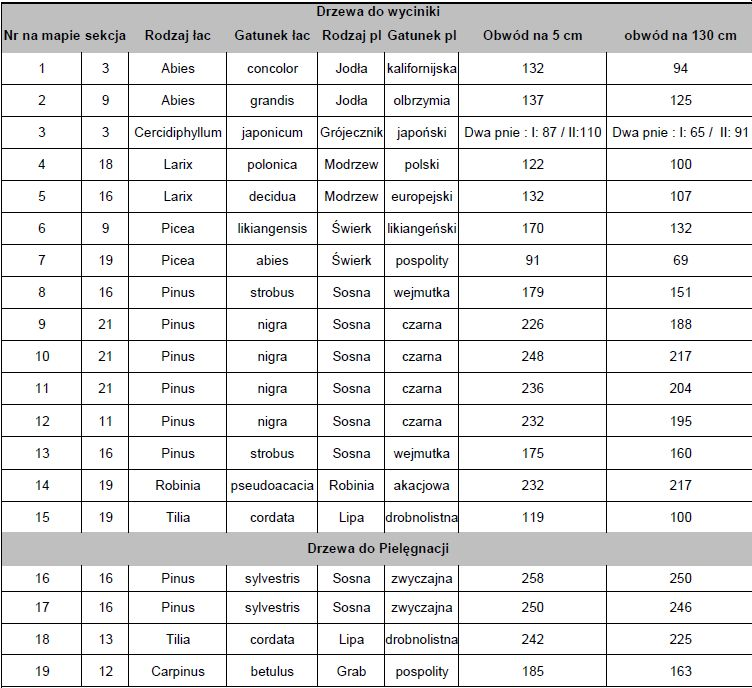 Drzewa do wyciniki
Nr na mapie sekcja Rodzaj łac Gatunek łac Rodzaj pl Gatunek pl Obwód na 5 cm obwód na 130 cm
1 3 Abies concolor Jodła kalifornijska 132 94
2 9 Abies grandis Jodła olbrzymia 137 125
3 3 Cercidiphyllum japonicum Grójecznik japoński Dwa pnie : I: 87 / II:110 Dwa pnie : I: 65 / II: 91
4 18 Larix polonica Modrzew polski 122 100
5 16 Larix decidua Modrzew europejski 132 107
6 9 Picea likiangensis Świerk likiangeński 170 132
7 19 Picea abies Świerk pospolity 91 69
8 16 Pinus strobus Sosna wejmutka 179 151
9 21 Pinus nigra Sosna czarna 226 188
10 21 Pinus nigra Sosna czarna 248 217
11 21 Pinus nigra Sosna czarna 236 204
12 11 Pinus nigra Sosna czarna 232 195
13 16 Pinus strobus Sosna wejmutka 175 160
14 19 Robinia pseudoacacia Robinia akacjowa 232 217
15 19 Tilia cordata Lipa drobnolistna 119 100
Drzewa do Pielęgnacji
16 16 Pinus sylvestris Sosna zwyczajna 258 250
17 16 Pinus sylvestris Sosna zwyczajna 250 246
18 13 Tilia cordata Lipa drobnolistna 242 225
19 12 Carpinus betulus Grab pospolity 185 163